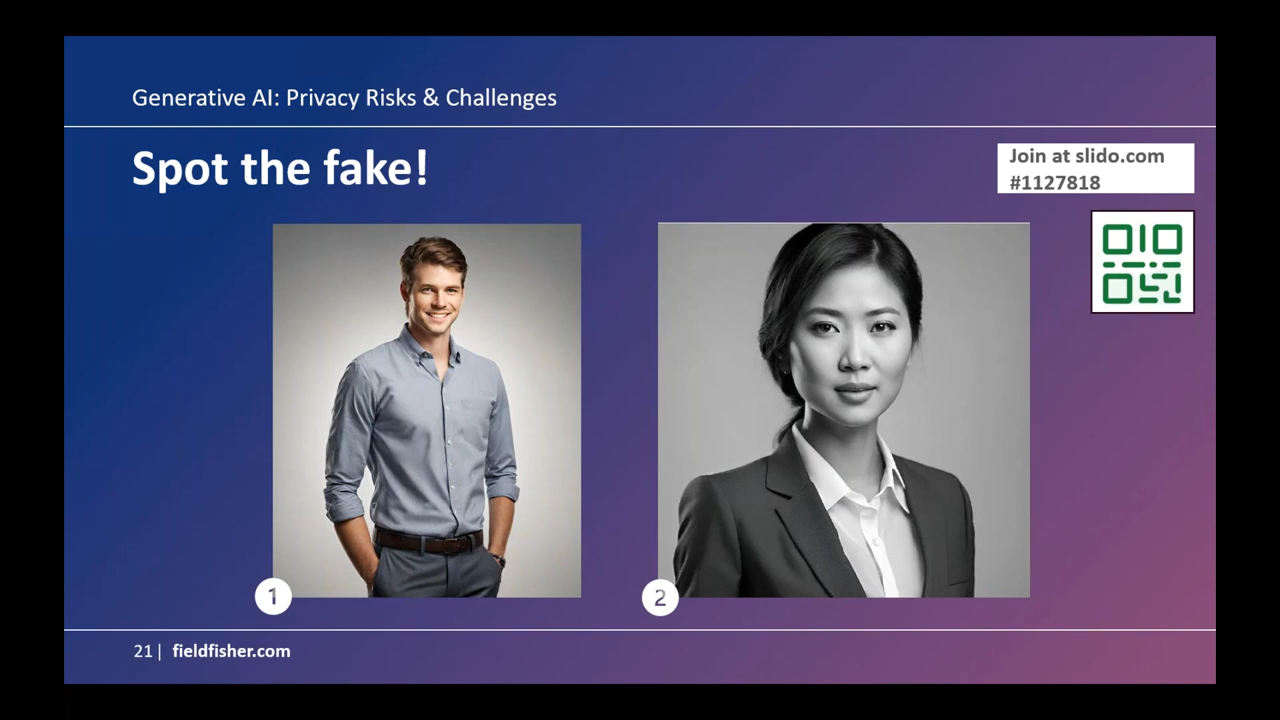 Generative AI: Privacy Risks & Challenges
Spot the fake!
Join at slido.com
#1127818
1
2
21 | fieldfisher.com